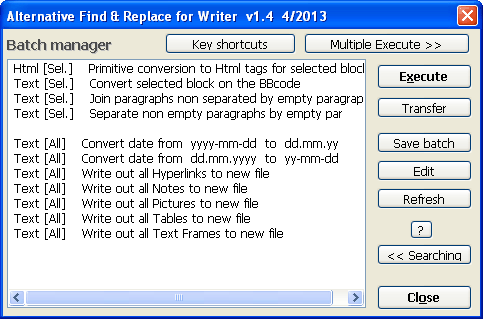 Alternative Find & Replace for Writer v1.4 4/2013
Batch manager
Key shortcuts
Multiple Execute >>
Html [Sel.] Primitive conversion to Html tags for selected block
Text [Sel.] Convert selected block on the BBcode
Text [Sel.] Join paragraphs non separated by empty paragrap
Text [Sel.] Separate non empty paragraphs by empty par
Text [All] Convert date from yyyy-mm-dd to dd.mm.yy
Text [All] Convert date from dd.mm.yyyy to yy-mm-dd
Text [All] Write out all Hyperlinks to new file
Text [All] Write out all Notes to new file
Text [All] Write out all Pictures to new file
Text [All] Write out all Tables to new file
Text [All] Write out all Text Frames to new file
Execute
Transfer
Save batch
Edit
Refresh
?
<< Searching
Close